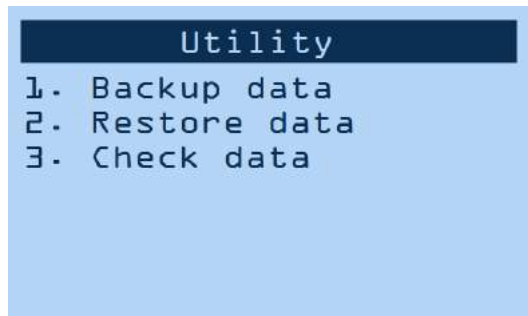 Utility
1. Backup data
2. Restore data
3. Check data